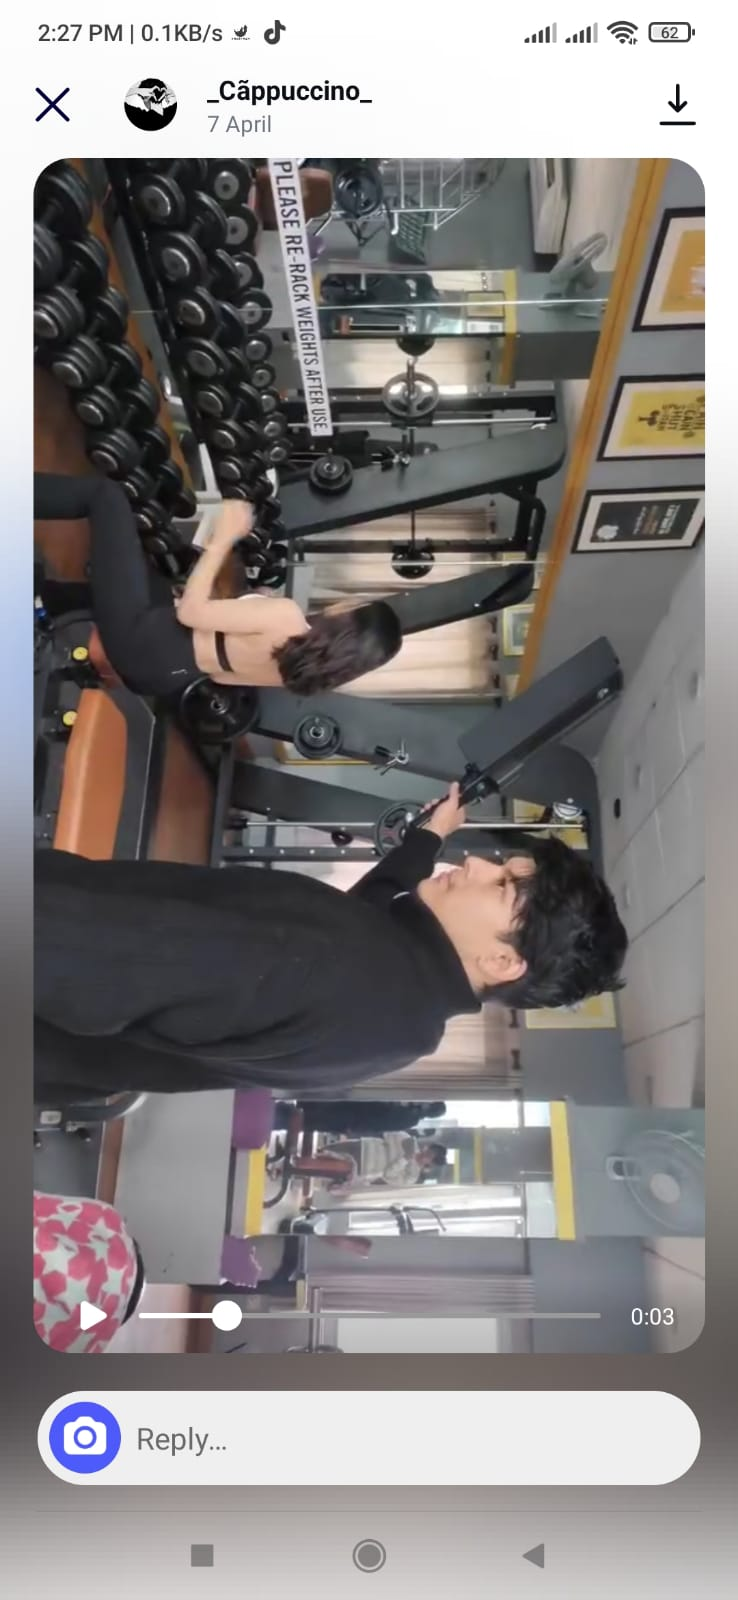 2:27 PM | 0.1KB/s
62
_Cãppuccino_
7 April
PLEASE RE-RACK WEIGHTS AFTER USE
0:03
Reply...